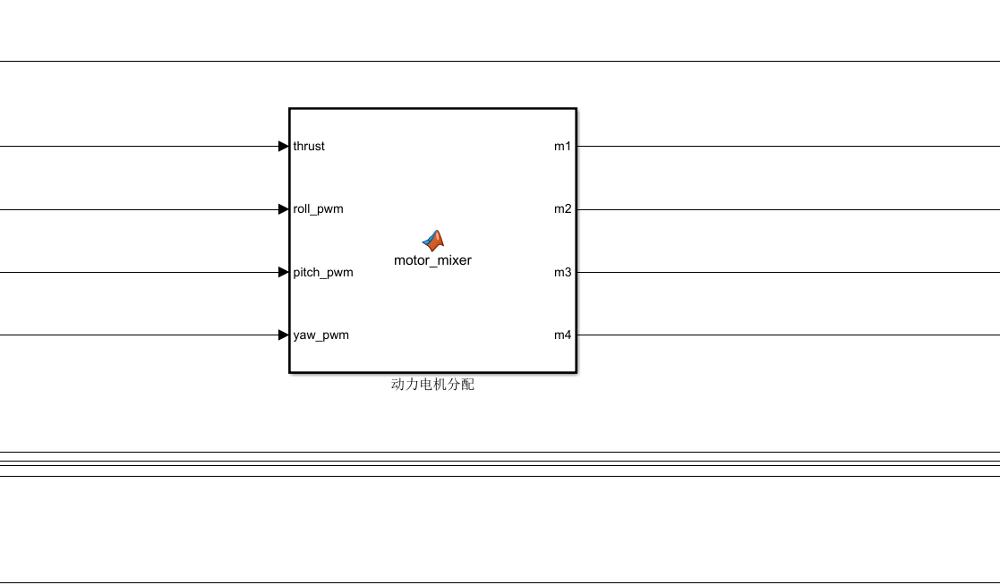 thrust
m1
roll_pwm
m2
motor_mixer
pitch_pwm
m3
yaw_pwm
m4
动力电机分配